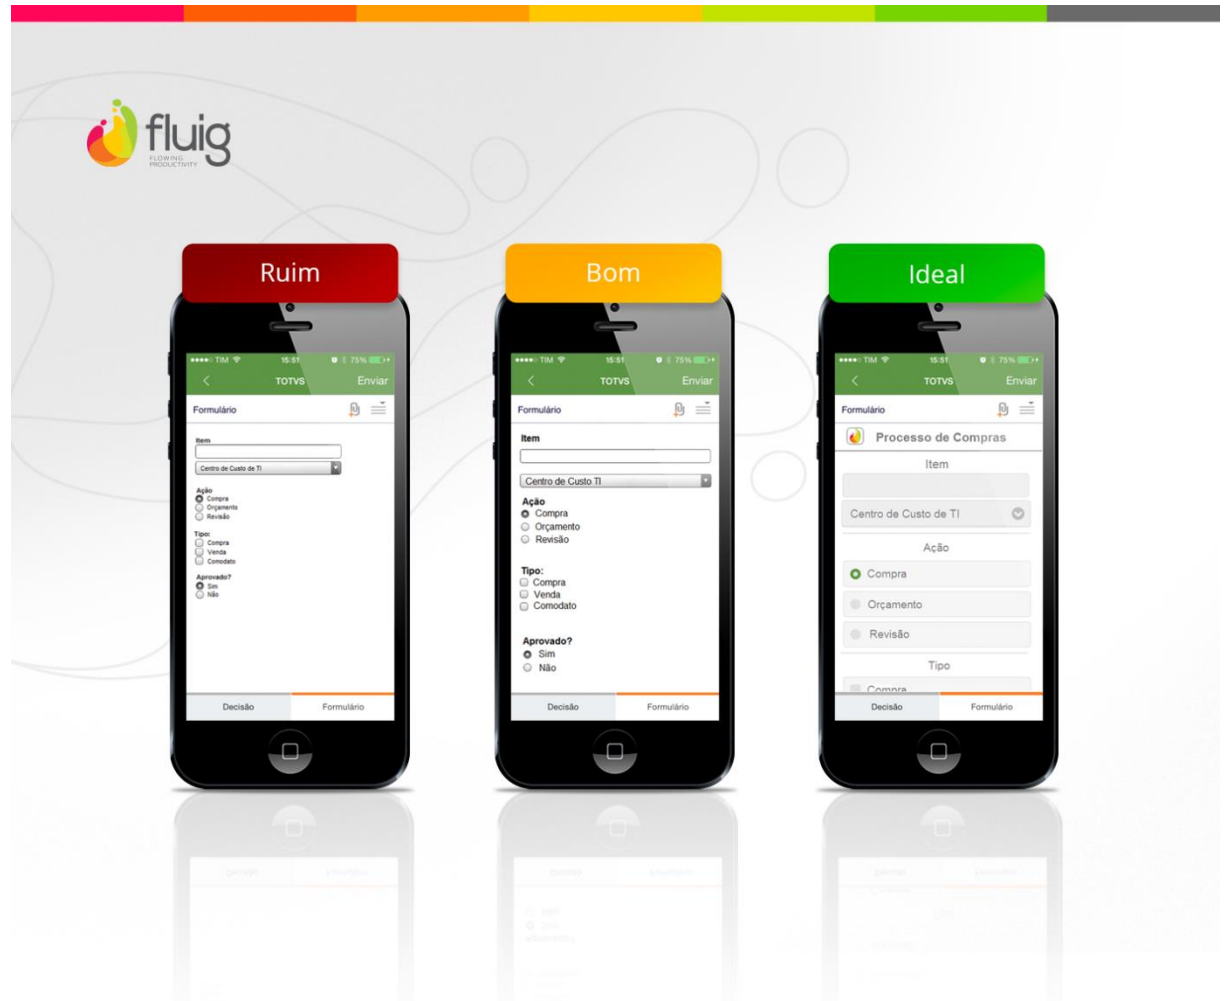 fluig
FLOWING
PRODUCTIVITY
Ruim
TIM 15:51 75%
TOTVS Enviar
Formulário
Item
Centro de Custo de TI
Ação
Compra
Orçamento
Revisão
Tipo:
Compra
Venda
Comodato
Aprovado?
Sim
Não
Decisão Formulário
Bom
TIM 15:51 75%
TOTVS Enviar
Formulário
Item
Centro de Custo TI
Ação
Compra
Orçamento
Revisão
Tipo:
Compra
Venda
Comodato
Aprovado?
Sim
Não
Decisão Formulário
Ideal
TIM 15:51 75%
TOTVS Enviar
Formulário
Processo de Compras
Item
Centro de Custo de TI
Ação
Compra
Orçamento
Revisão
Tipo
Compra
Decisão Formulário